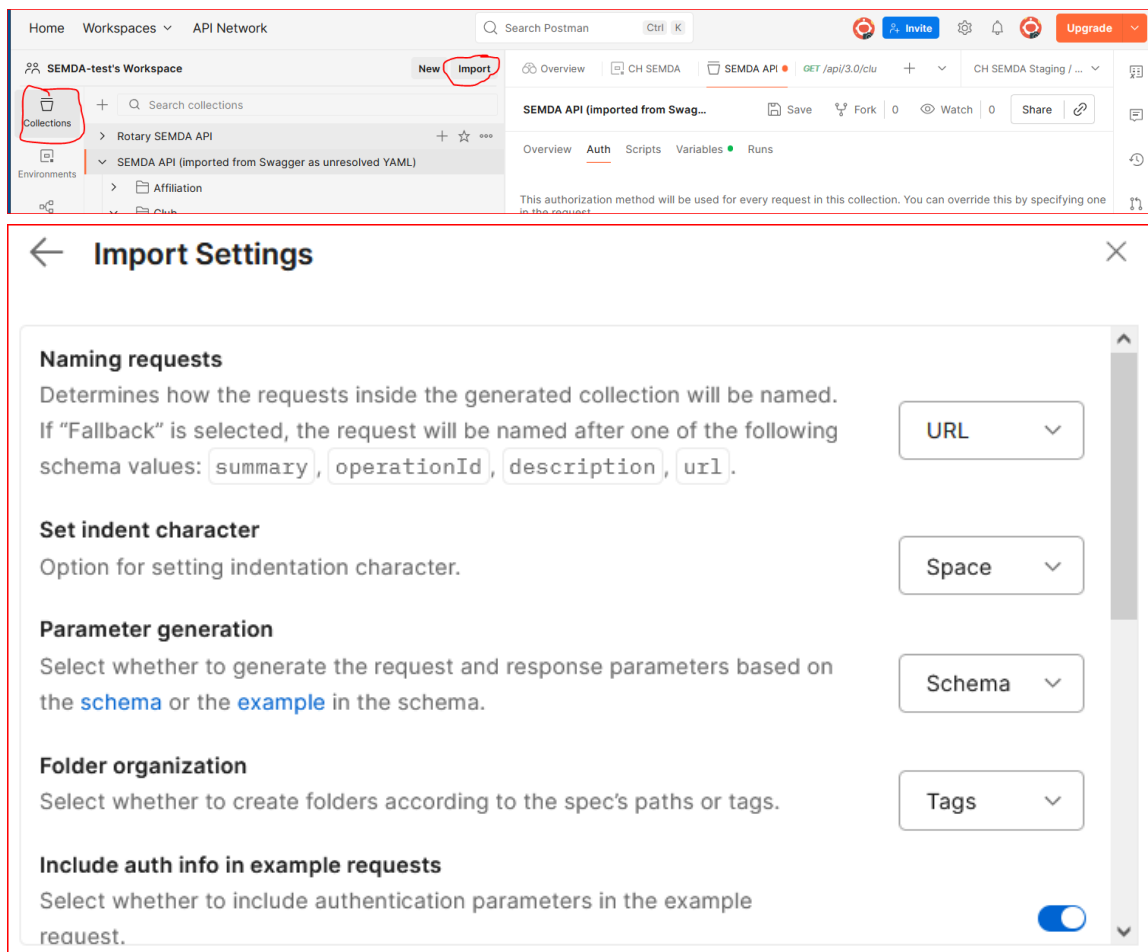 Home Workspaces API Network Search Postman Ctrl K Invite Upgrade
SEMDA-test's Workspace New Import Overview CH SEMDA SEMDA API GET /api/3.0/clu CH SEMDA Staging / ...
Collections
Search collections
SEMDA API (imported from Swag... Save Fork 0 Watch 0 Share
Rotary SEMDA API
Environments
SEMDA API (imported from Swagger as unresolved YAML)
Overview Auth Scripts Variables Runs
Affiliation
Club
This authorization method will be used for every request in this collection. You can override this by specifying one
in the request.
Import Settings
Naming requests
Determines how the requests inside the generated collection will be named.
If “Fallback” is selected, the request will be named after one of the following
schema values: summary, operationId, description, url.
URL
Set indent character
Option for setting indentation character.
Space
Parameter generation
Select whether to generate the request and response parameters based on
the schema or the example in the schema.
Schema
Folder organization
Select whether to create folders according to the spec’s paths or tags.
Tags
Include auth info in example requests
Select whether to include authentication parameters in the example
request.